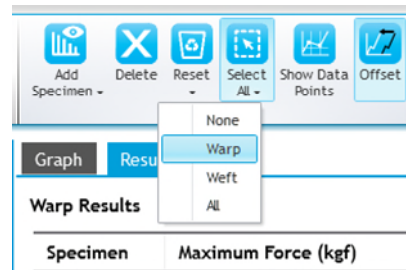 Add Specimen
Delete
Reset
Select All
Show Data Points
Offset
None
Warp
Weft
All
Graph
Resu
Warp Results
Specimen Maximum Force (kgf)